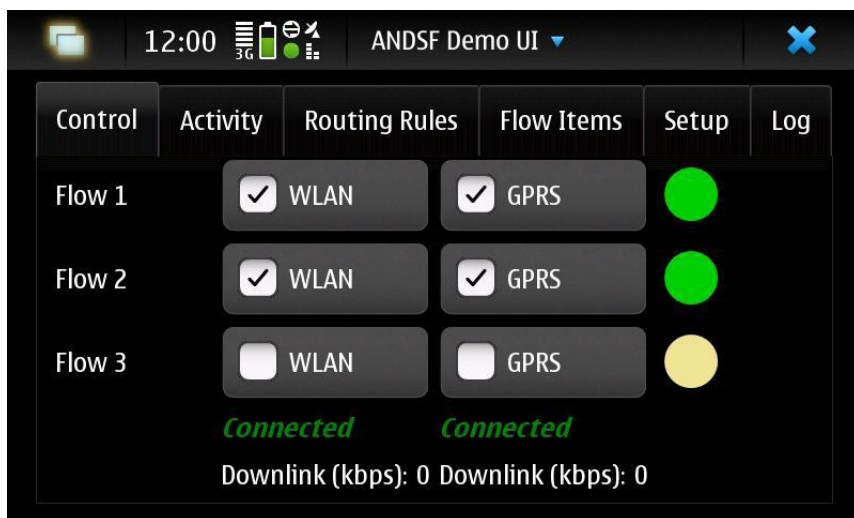 12:00 3G ANDSF Demo UI
Control Activity Routing Rules Flow Items Setup Log
Flow 1 WLAN GPRS
Flow 2 WLAN GPRS
Flow 3 WLAN GPRS
Connected Connected
Downlink (kbps): 0 Downlink (kbps): 0